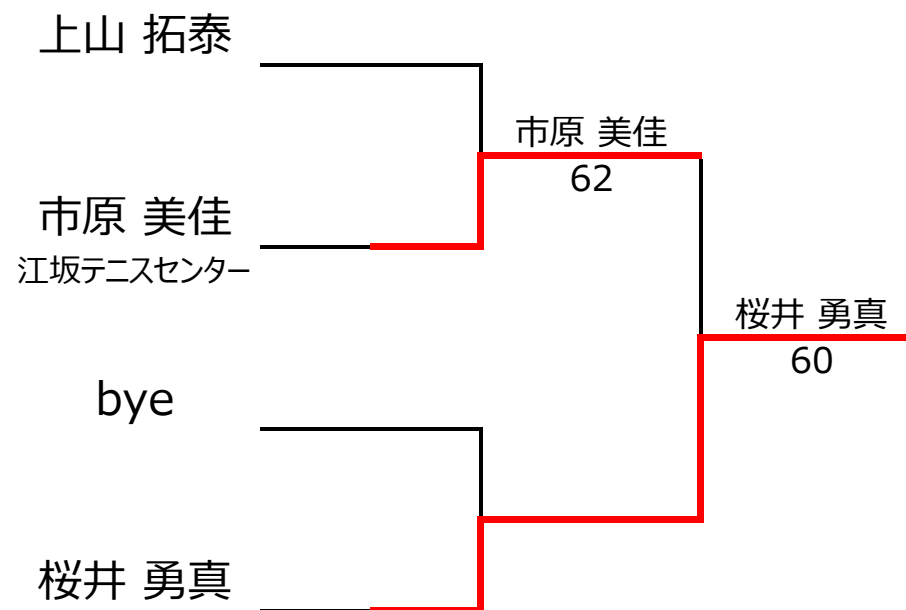 上山 拓泰
市原 美佳
62
市原 美佳
江坂テニスセンター
桜井 勇真
60
bye
桜井 勇真